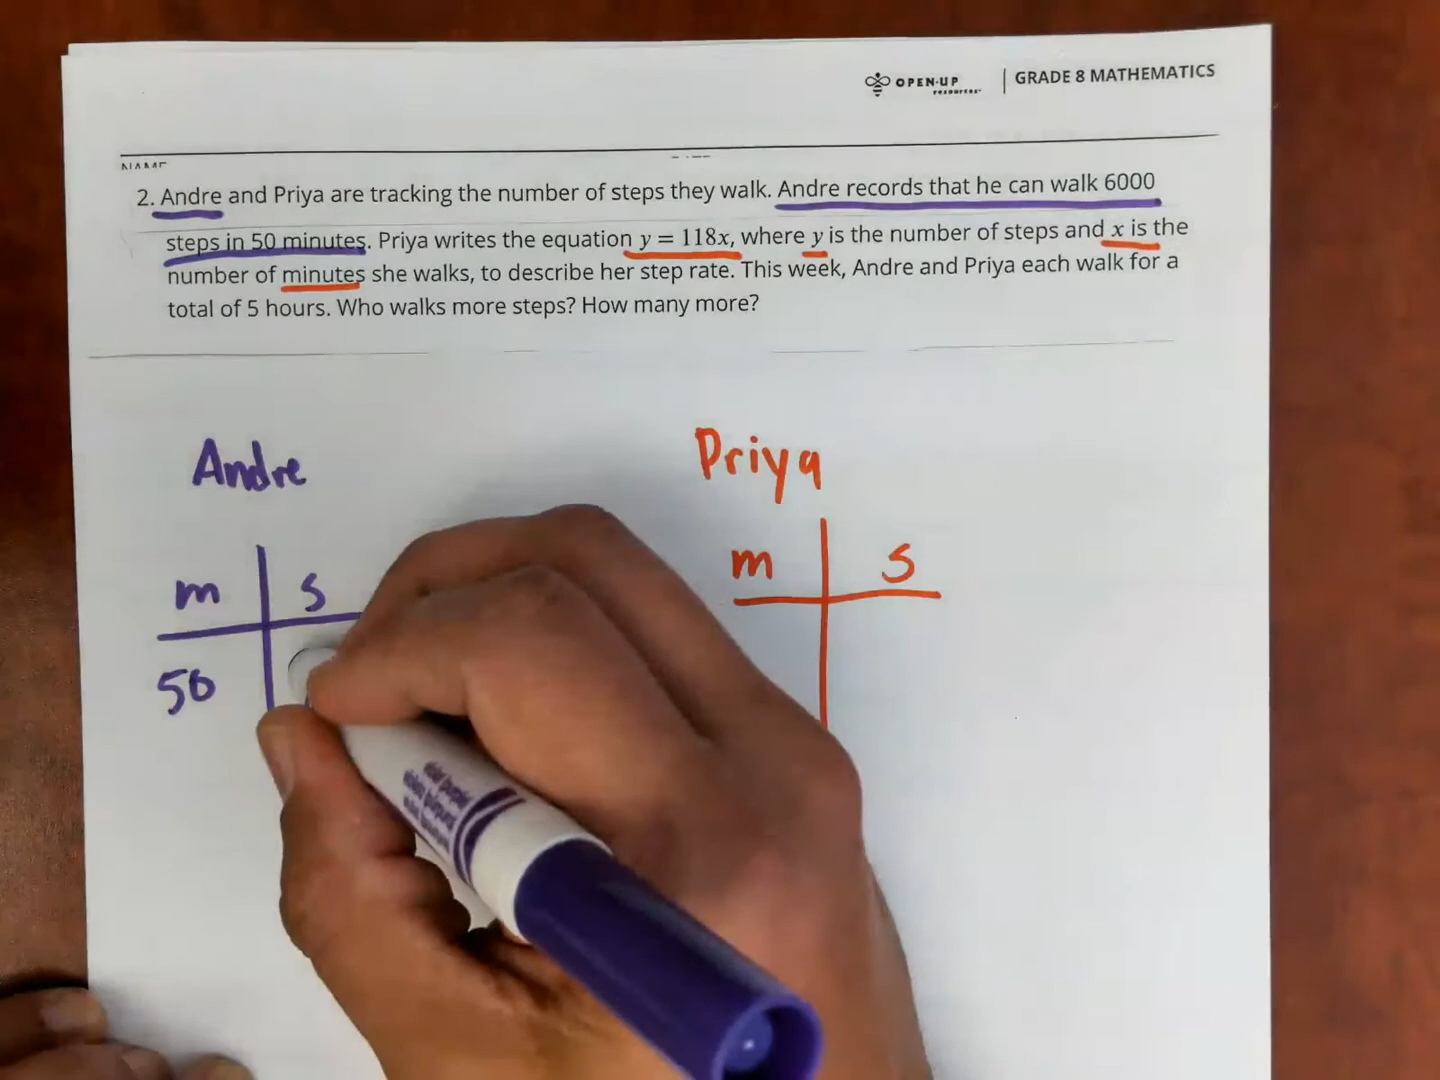 OPEN-UP
resources
GRADE 8 MATHEMATICS
NAME
2. Andre and Priya are tracking the number of steps they walk. Andre records that he can walk 6000
steps in 50 minutes. Priya writes the equation y = 118x, where y is the number of steps and x is the
number of minutes she walks, to describe her step rate. This week, Andre and Priya each walk for a
total of 5 hours. Who walks more steps? How many more?
Andre
Priya
m s
m s
50